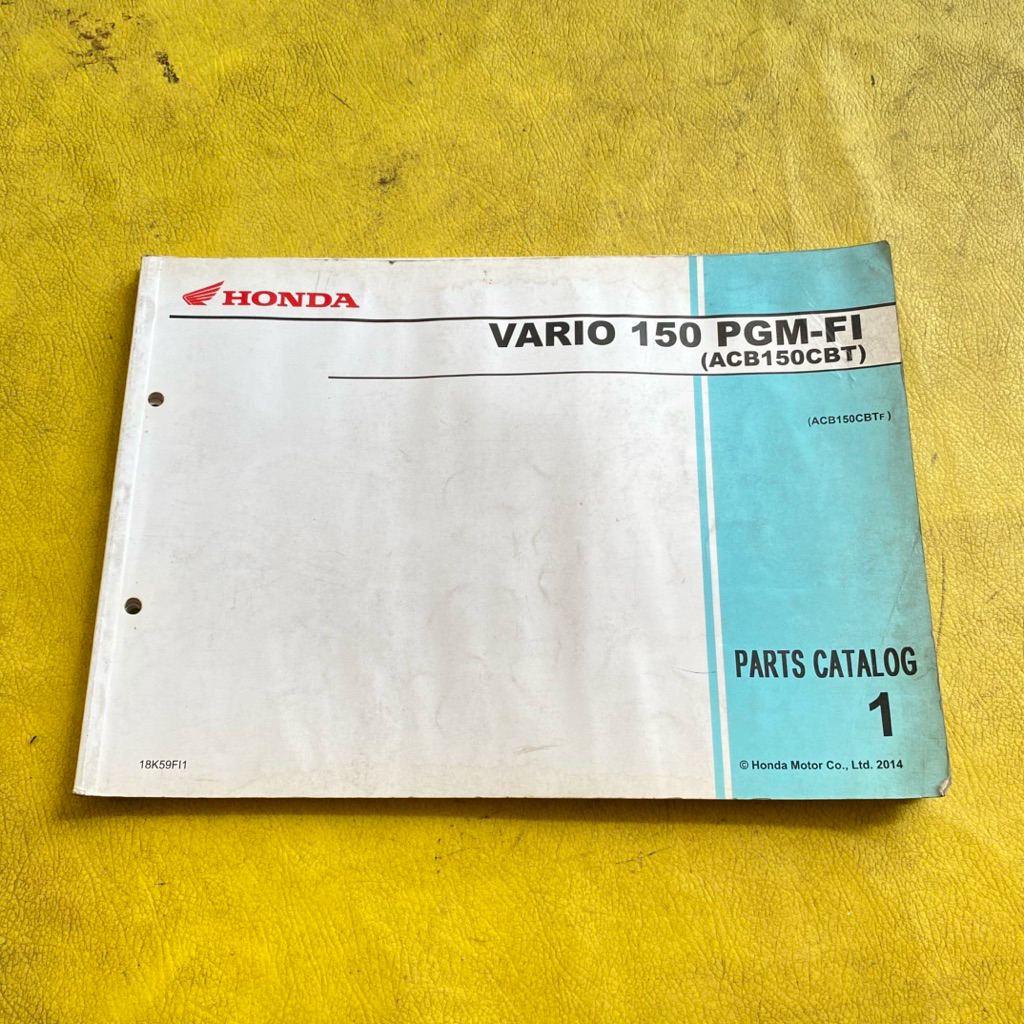 HONDA
VARIO 150 PGM-FI
(ACB150CBT)
(ACB150CBTF)
PARTS CATALOG
1
18K59FI1
© Honda Motor Co., Ltd. 2014